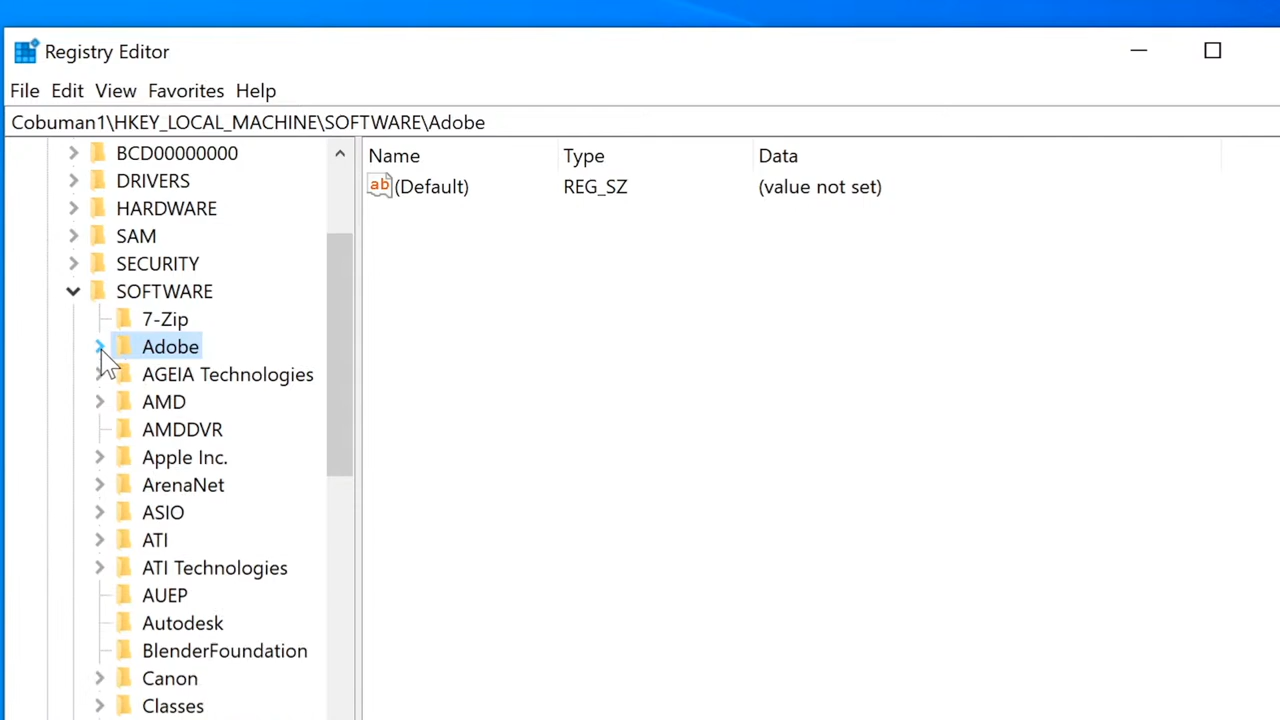 Registry Editor
File Edit View Favorites Help
Cobuman1\HKEY_LOCAL_MACHINE\SOFTWARE\Adobe
BCD00000000
DRIVERS
HARDWARE
SAM
SECURITY
SOFTWARE
7-Zip
Adobe
AGEIA Technologies
AMD
AMDDVR
Apple Inc.
ArenaNet
ASIO
ATI
ATI Technologies
AUEP
Autodesk
BlenderFoundation
Canon
Classes
Name Type Data
ab (Default) REG_SZ (value not set)